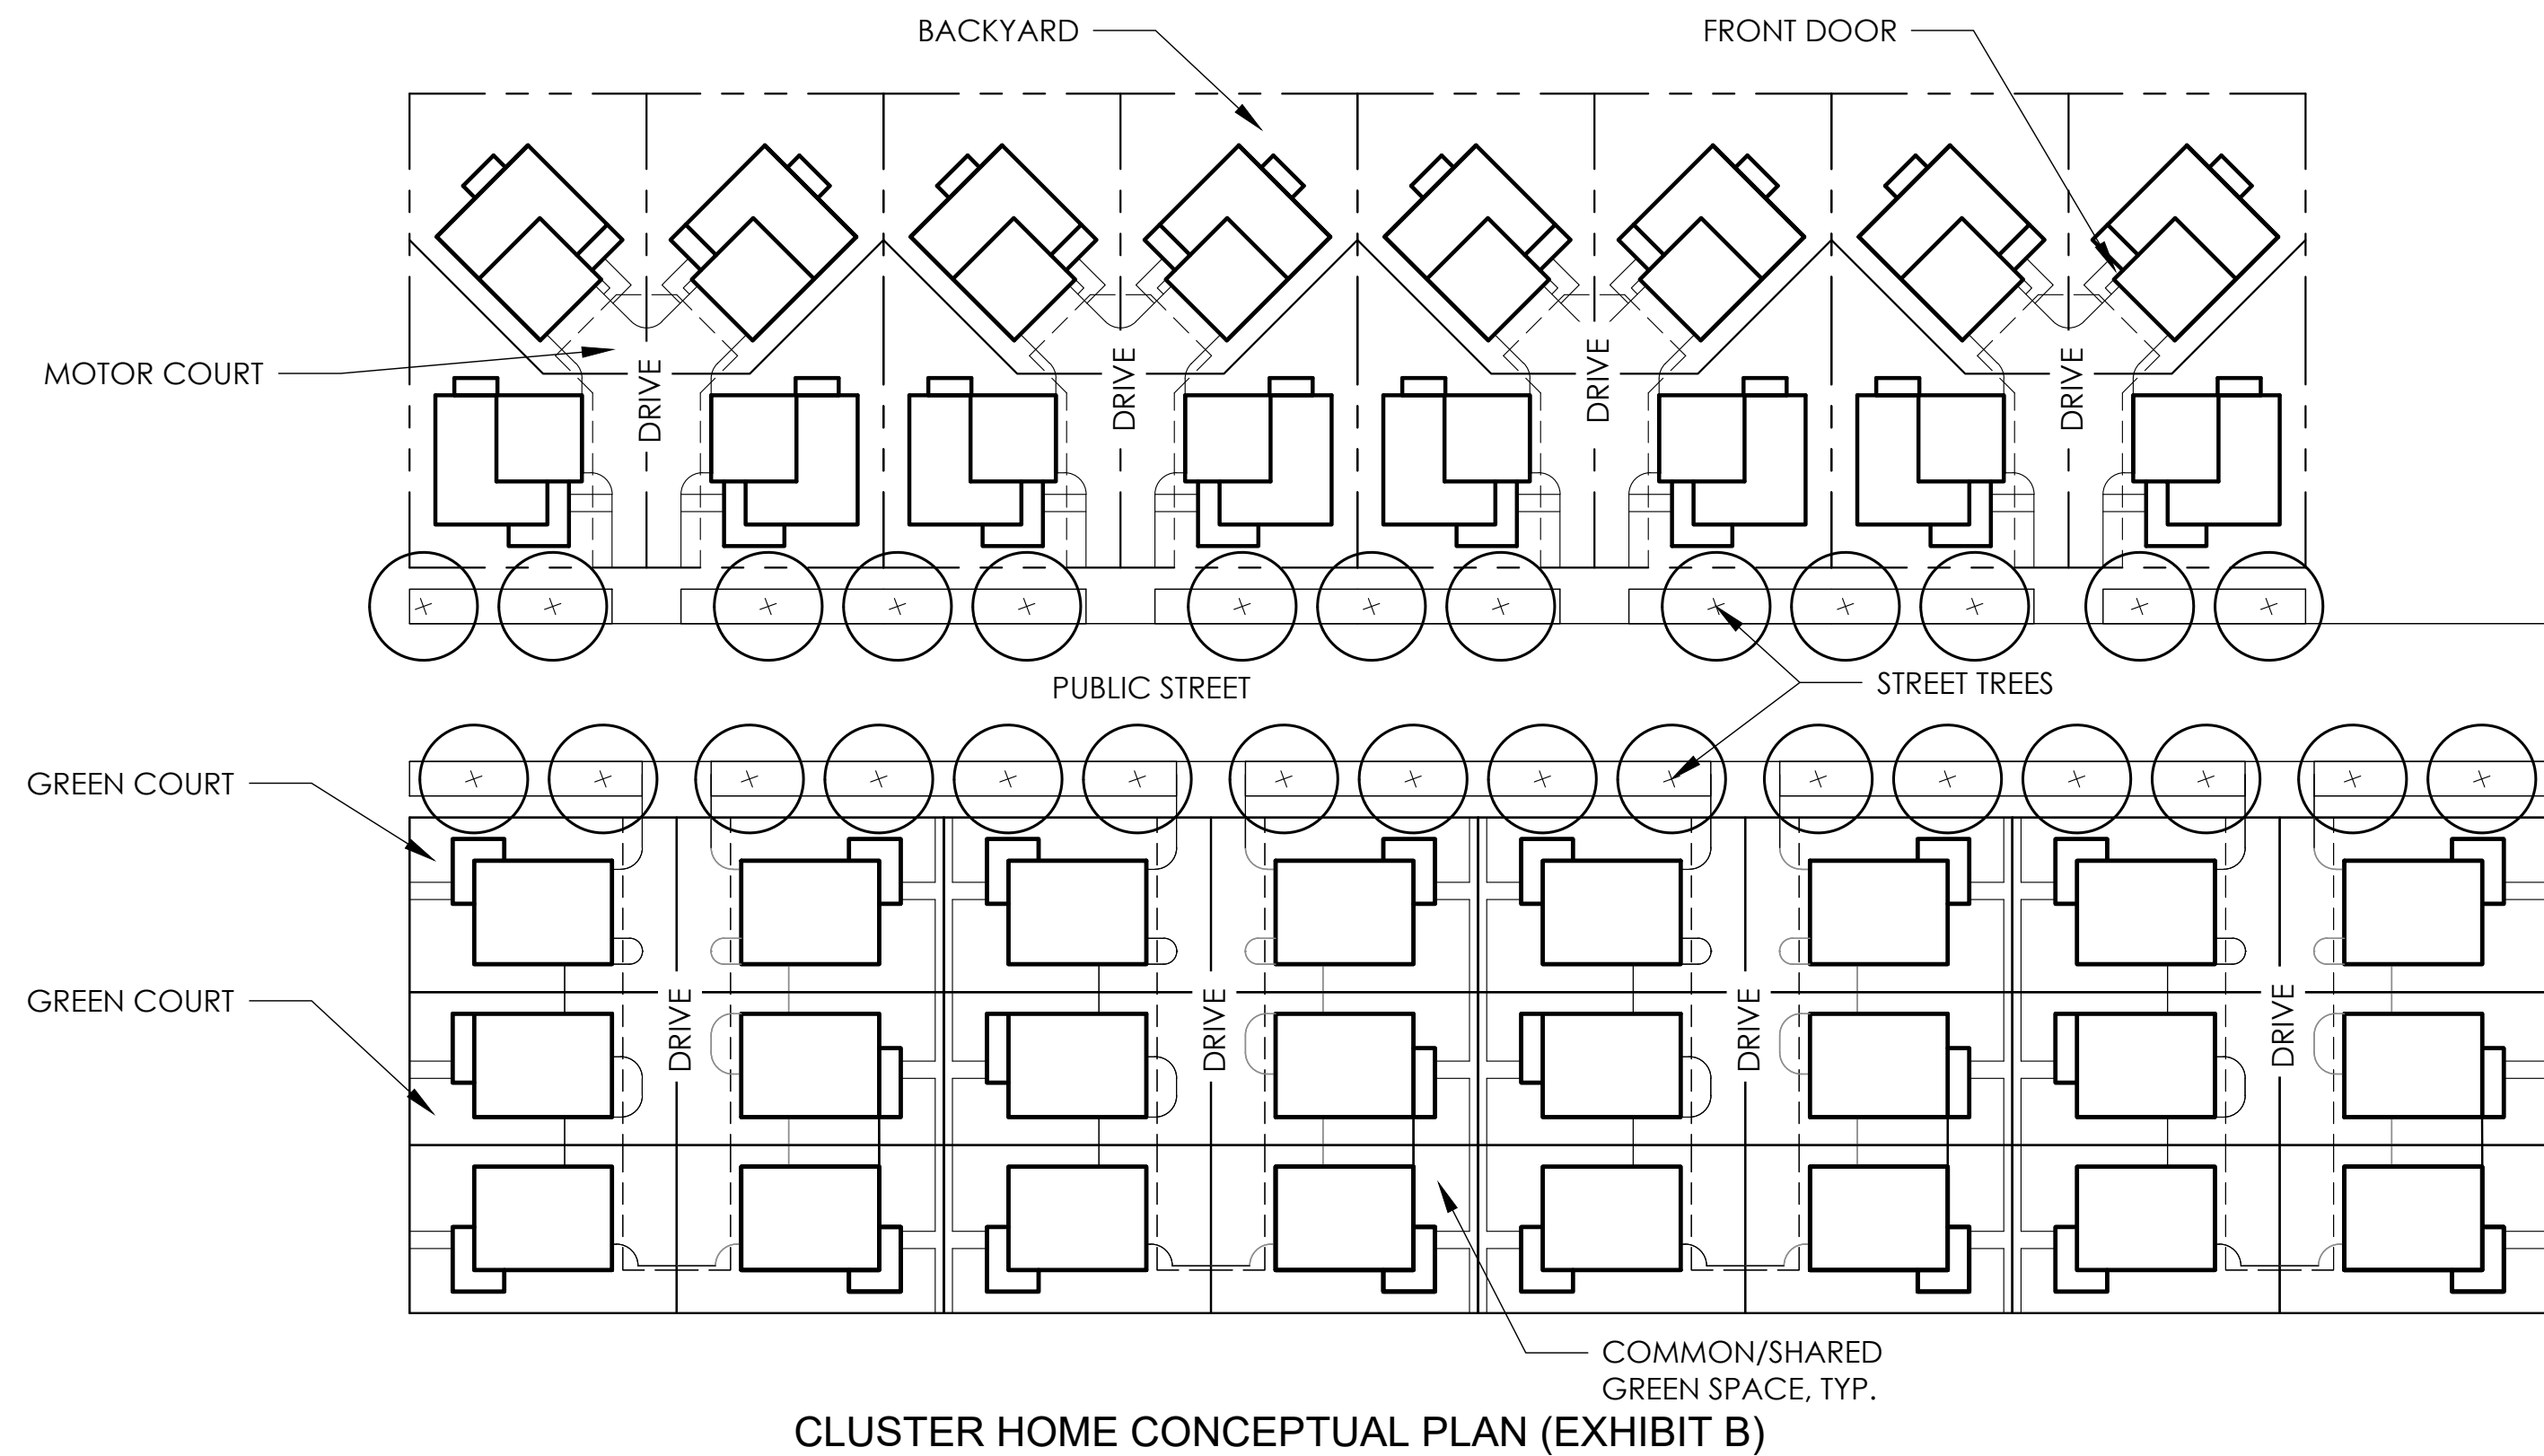 BACKYARD
FRONT DOOR
MOTOR COURT
DRIVE
DRIVE
DRIVE
DRIVE
PUBLIC STREET
STREET TREES
GREEN COURT
GREEN COURT
DRIVE
DRIVE
DRIVE
DRIVE
COMMON/SHARED
GREEN SPACE, TYP.
CLUSTER HOME CONCEPTUAL PLAN (EXHIBIT B)